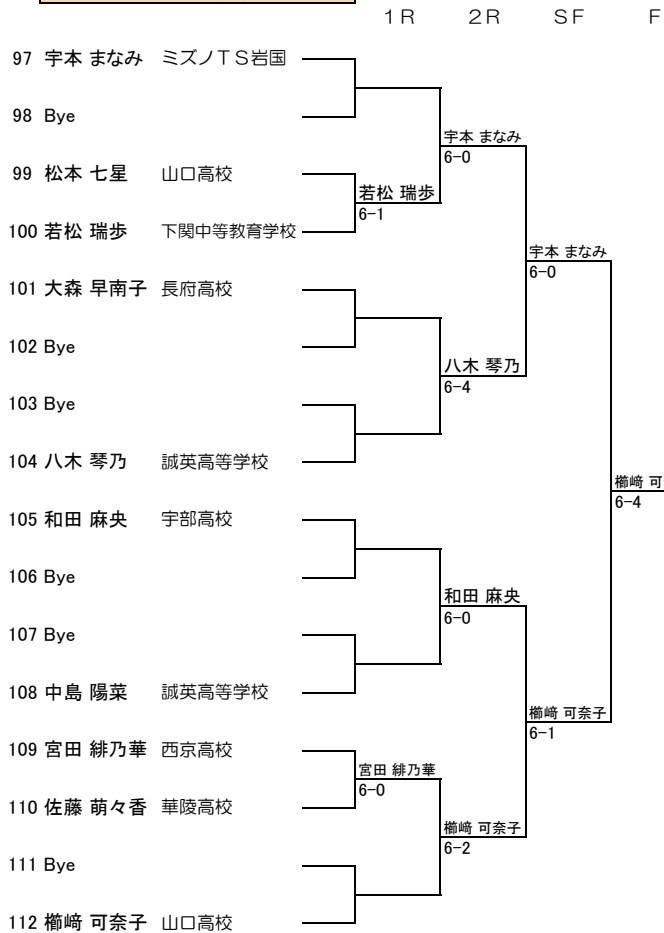 1R 2R SF F
97 宇本 まなみ ミズノTS岩国
98 Bye
宇本 まなみ
6-0
99 松本 七星 山口高校
若松 瑞歩
6-1
100 若松 瑞歩 下関中等教育学校
宇本 まなみ
6-0
101 大森 早南子 長府高校
102 Bye
八木 琴乃
6-4
103 Bye
104 八木 琴乃 誠英高等学校
櫛﨑 可
6-4
105 和田 麻央 宇部高校
106 Bye
和田 麻央
6-0
107 Bye
108 中島 陽菜 誠英高等学校
櫛﨑 可奈子
6-1
109 宮田 緋乃華 西京高校
宮田 緋乃華
6-0
110 佐藤 萌々香 華陵高校
櫛﨑 可奈子
6-2
111 Bye
112 櫛﨑 可奈子 山口高校